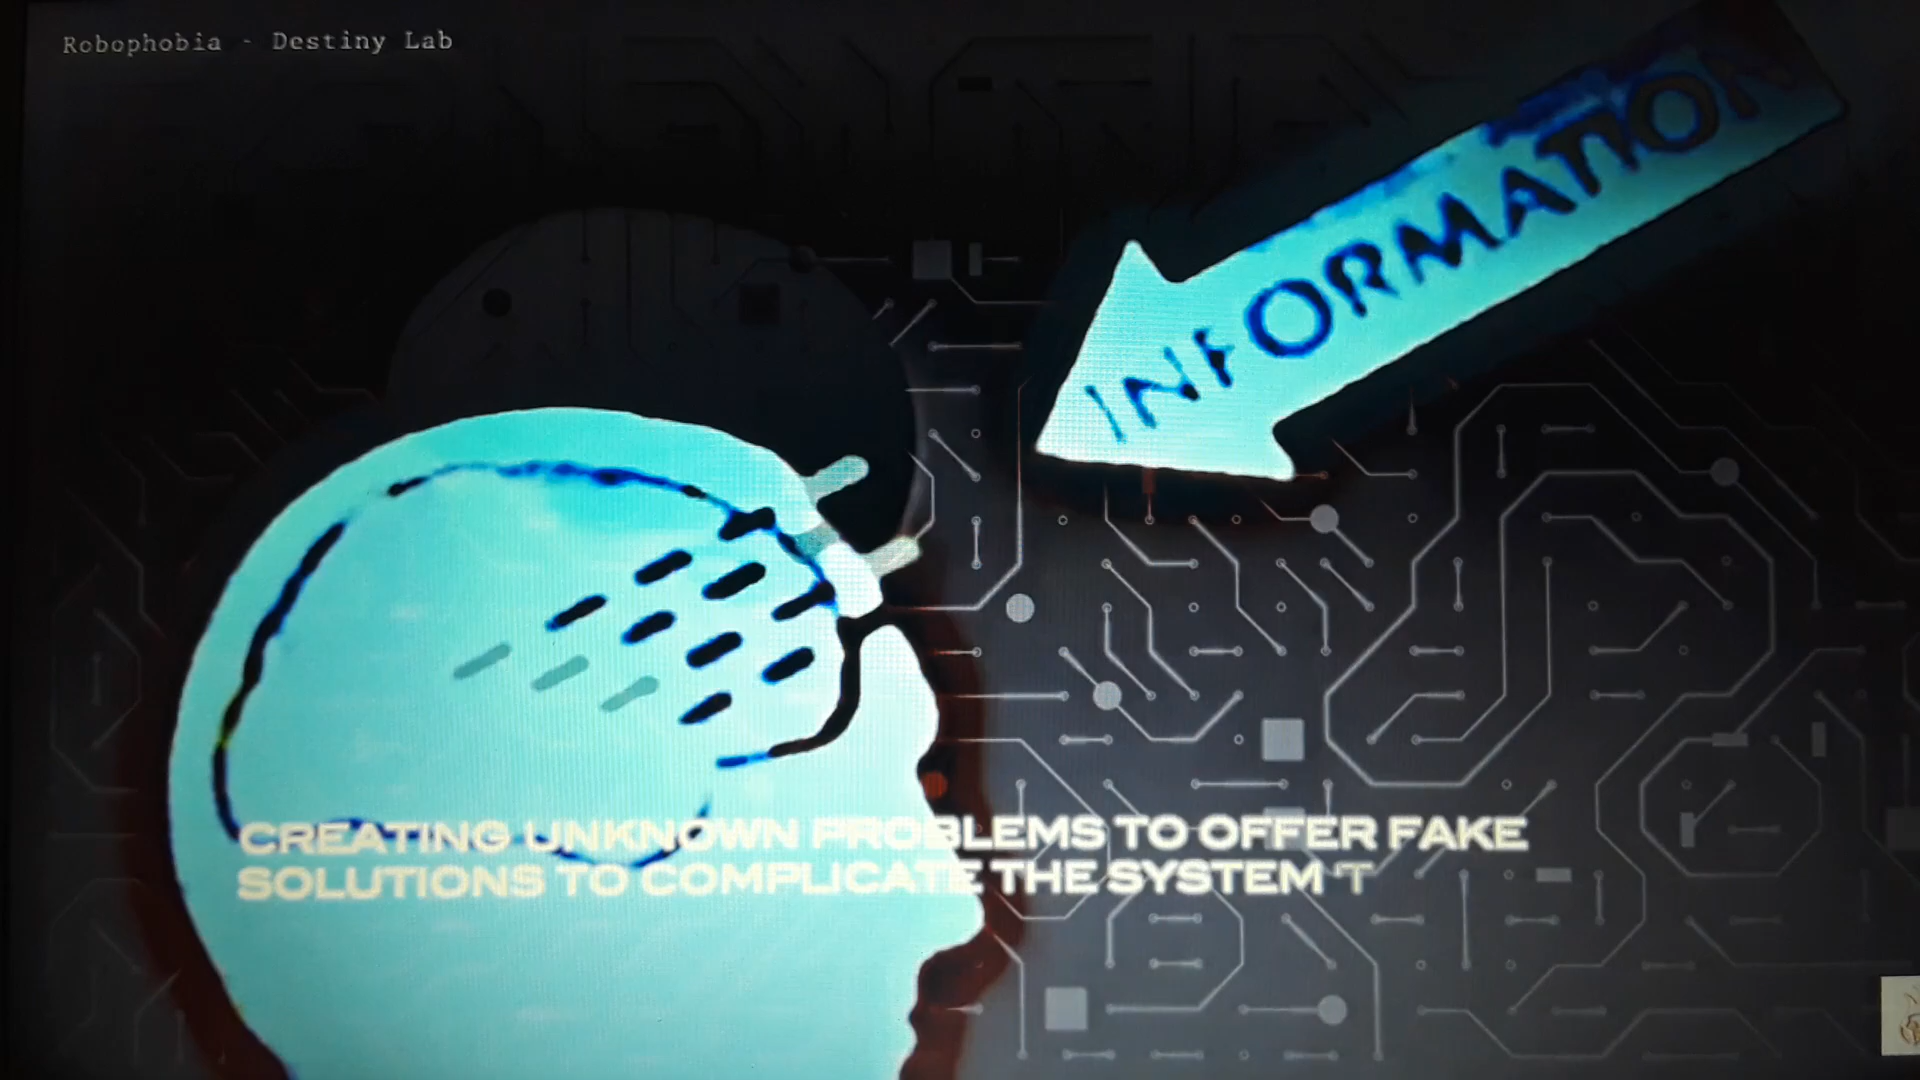 Robophobia - Destiny Lab
INFORMATION
CREATING UNKNOWN PROBLEMS TO OFFER FAKE
SOLUTIONS TO COMPLICATE THE SYSTEM T